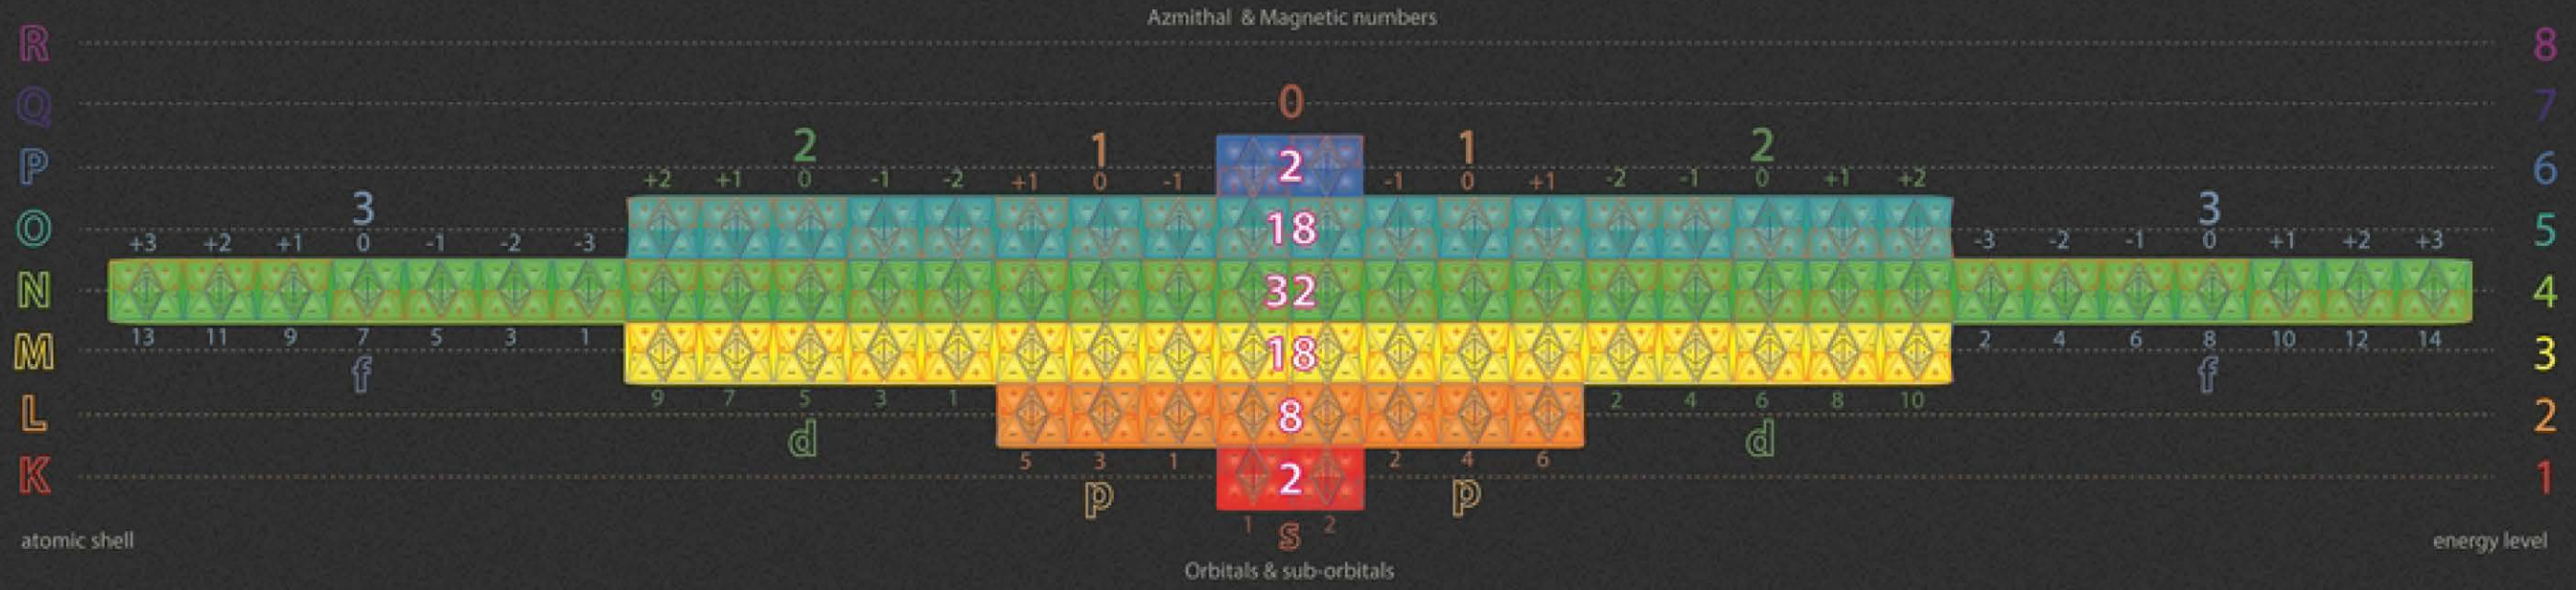 Azmithal & Magnetic numbers
R 8
Q 0 7
P 2 1 2 1 2 6
+2 +1 0 -1 -2 +1 0 -1 -1 0 +1 -2 -1 0 +1 +2
3 3
O 18 5
+3 +2 +1 0 -1 -2 -3 -3 -2 -1 0 +1 +2 +3
N 32 4
13 11 9 7 5 3 1 2 4 6 8 10 12 14
M 18 3
f f
9 7 5 3 1 2 4 6 8 10
L 8 2
d d
5 3 1 2 4 6
K 2 1
p p
1 s 2
atomic shell energy level
Orbitals & sub-orbitals